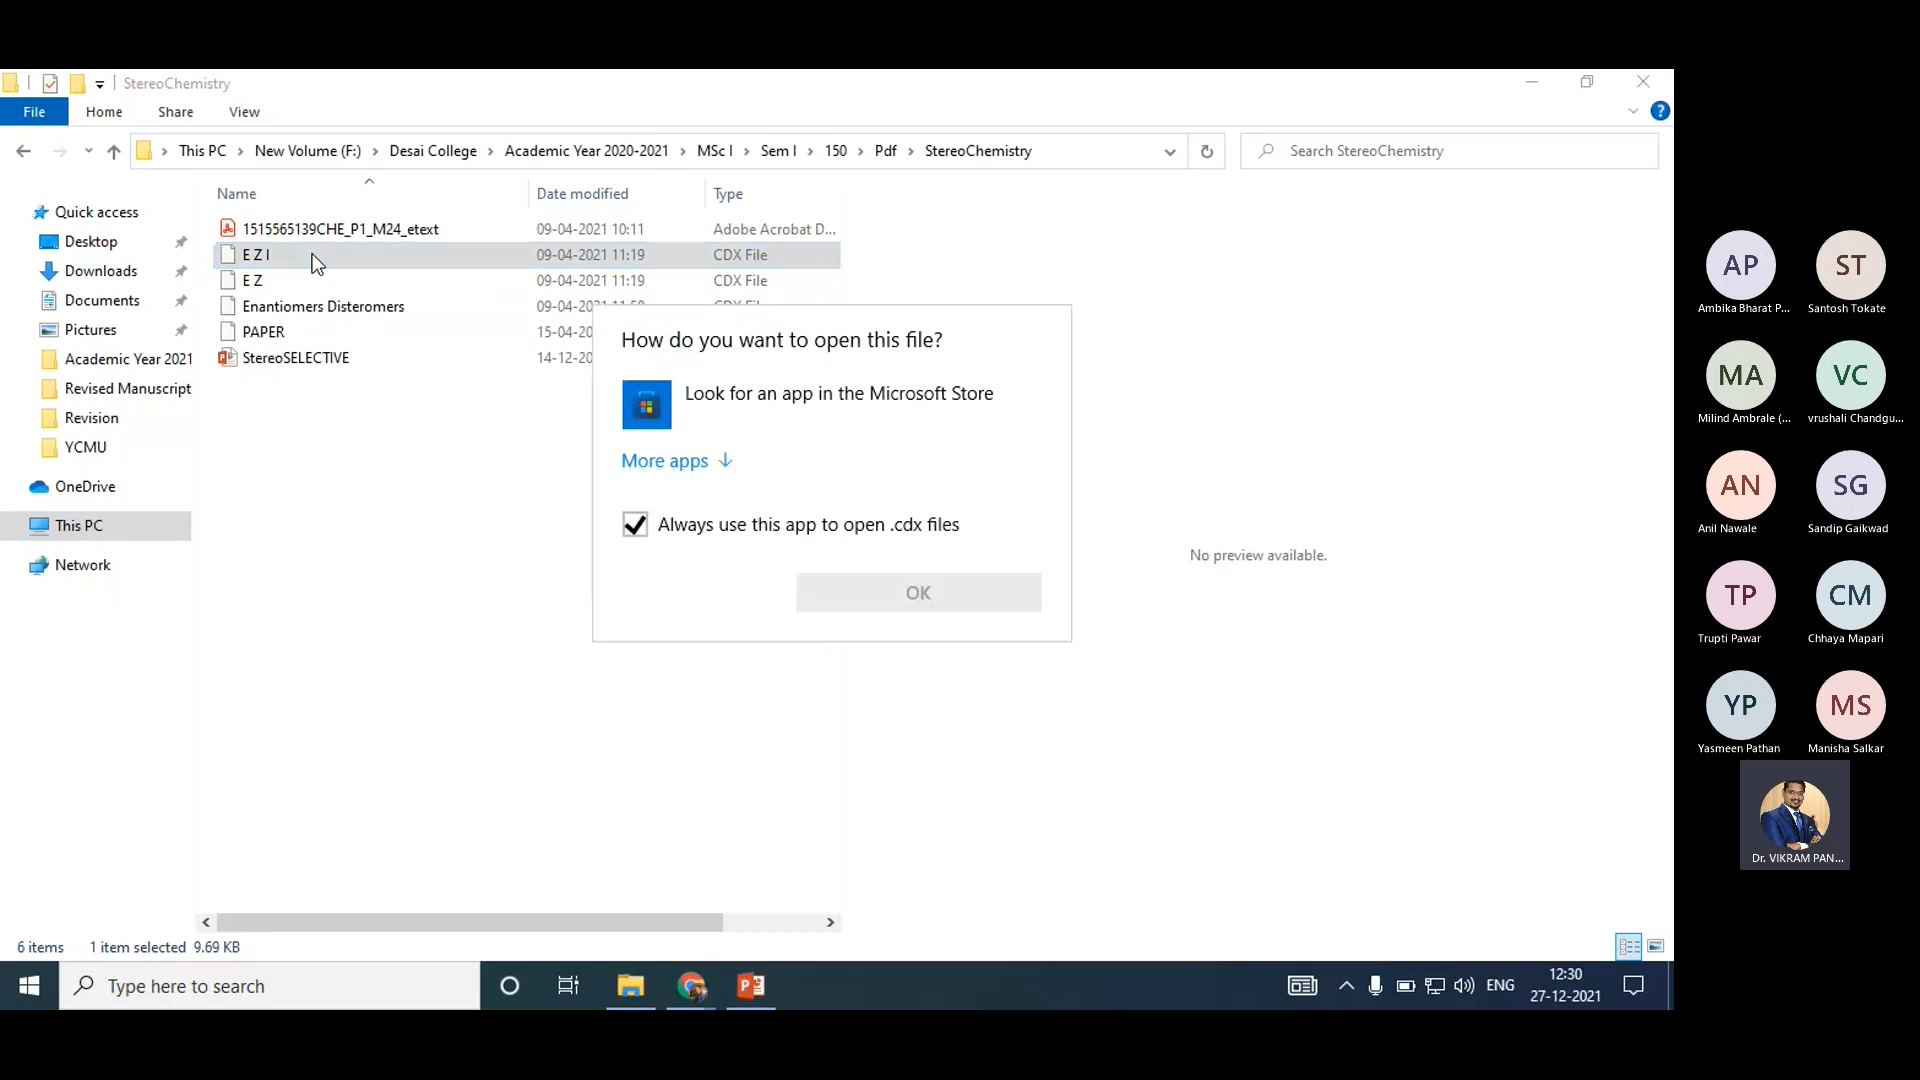 StereoChemistry
File Home Share View
This PC New Volume (F:) Desai College Academic Year 2020-2021 MSc I Sem I 150 Pdf StereoChemistry Search StereoChemistry
Name Date modified Type
Quick access
Desktop
Downloads
Documents
Pictures
Academic Year 2021
Revised Manuscript
Revision
YCMU
OneDrive
This PC
Network
1515565139CHE_P1_M24_etext 09-04-2021 10:11 Adobe Acrobat D...
E Z I 09-04-2021 11:19 CDX File
E Z 09-04-2021 11:19 CDX File
Enantiomers Disteromers 09-04-2021
PAPER 15-04-20
StereoSELECTIVE 14-12-20
How do you want to open this file?
Look for an app in the Microsoft Store
More apps
Always use this app to open .cdx files
OK
No preview available.
6 items 1 item selected 9.69 KB
Type here to search
ENG
12:30
27-12-2021
AP ST
Ambika Bharat P... Santosh Tokate
MA VC
Milind Ambrale (... vrushali Chandgu...
AN SG
Anil Nawale Sandip Gaikwad
TP CM
Trupti Pawar Chhaya Mapari
YP MS
Yasmeen Pathan Manisha Salkar
Dr. VIKRAM PAN...